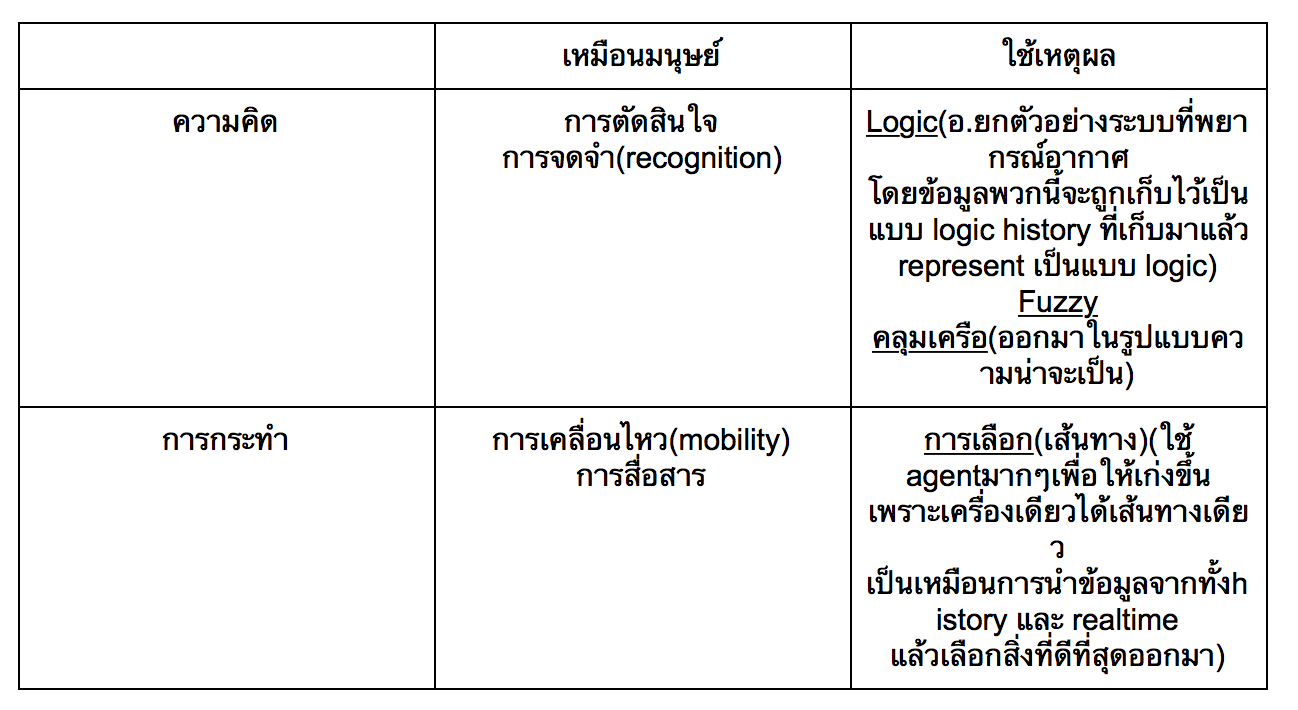 เหมือนมนุษย์
ใช้เหตุผล
ความคิด
การตัดสินใจ
การจดจำ(recognition)
Logic(อ.ยกตัวอย่างระบบที่พยา
กรณ์อากาศ
โดยข้อมูลพวกนี้จะถูกเก็บไว้เป็น
แบบ logic history ที่เก็บมาแล้ว
represent เป็นแบบ logic)
Fuzzy
คลุมเครือ(ออกมาในรูปแบบคว
ามน่าจะเป็น)
การกระทำ
การเคลื่อนไหว(mobility)
การสื่อสาร
การเลือก(เส้นทาง)(ใช้
agentมากๆเพื่อให้เก่งขึ้น
เพราะเครื่องเดียวได้เส้นทางเดีย
ว
เป็นเหมือนการนำข้อมูลจากทั้งh
istory และ realtime
แล้วเลือกสิ่งที่ดีที่สุดออกมา)